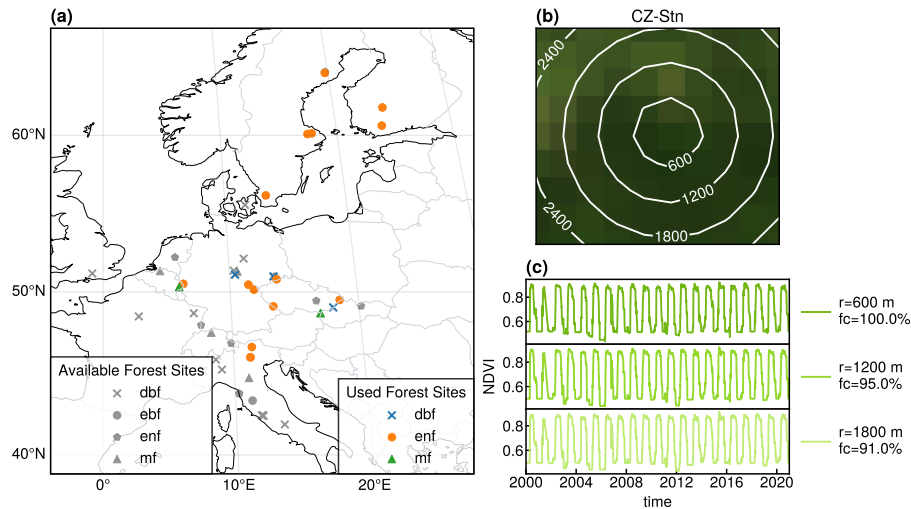 (a)
60°N
50°N
40°N
0°
10°E
20°E
Available Forest Sites
dbf
ebf
enf
mf
Used Forest Sites
dbf
enf
mf
(b)
CZ-Stn
2400
600
1200
2400
1800
(c)
NDVI
0.8
0.6
0.8
0.6
0.8
0.6
2000
2004
2008
2012
2016
2020
time
r=600 m
fc=100.0%
r=1200 m
fc=95.0%
r=1800 m
fc=91.0%